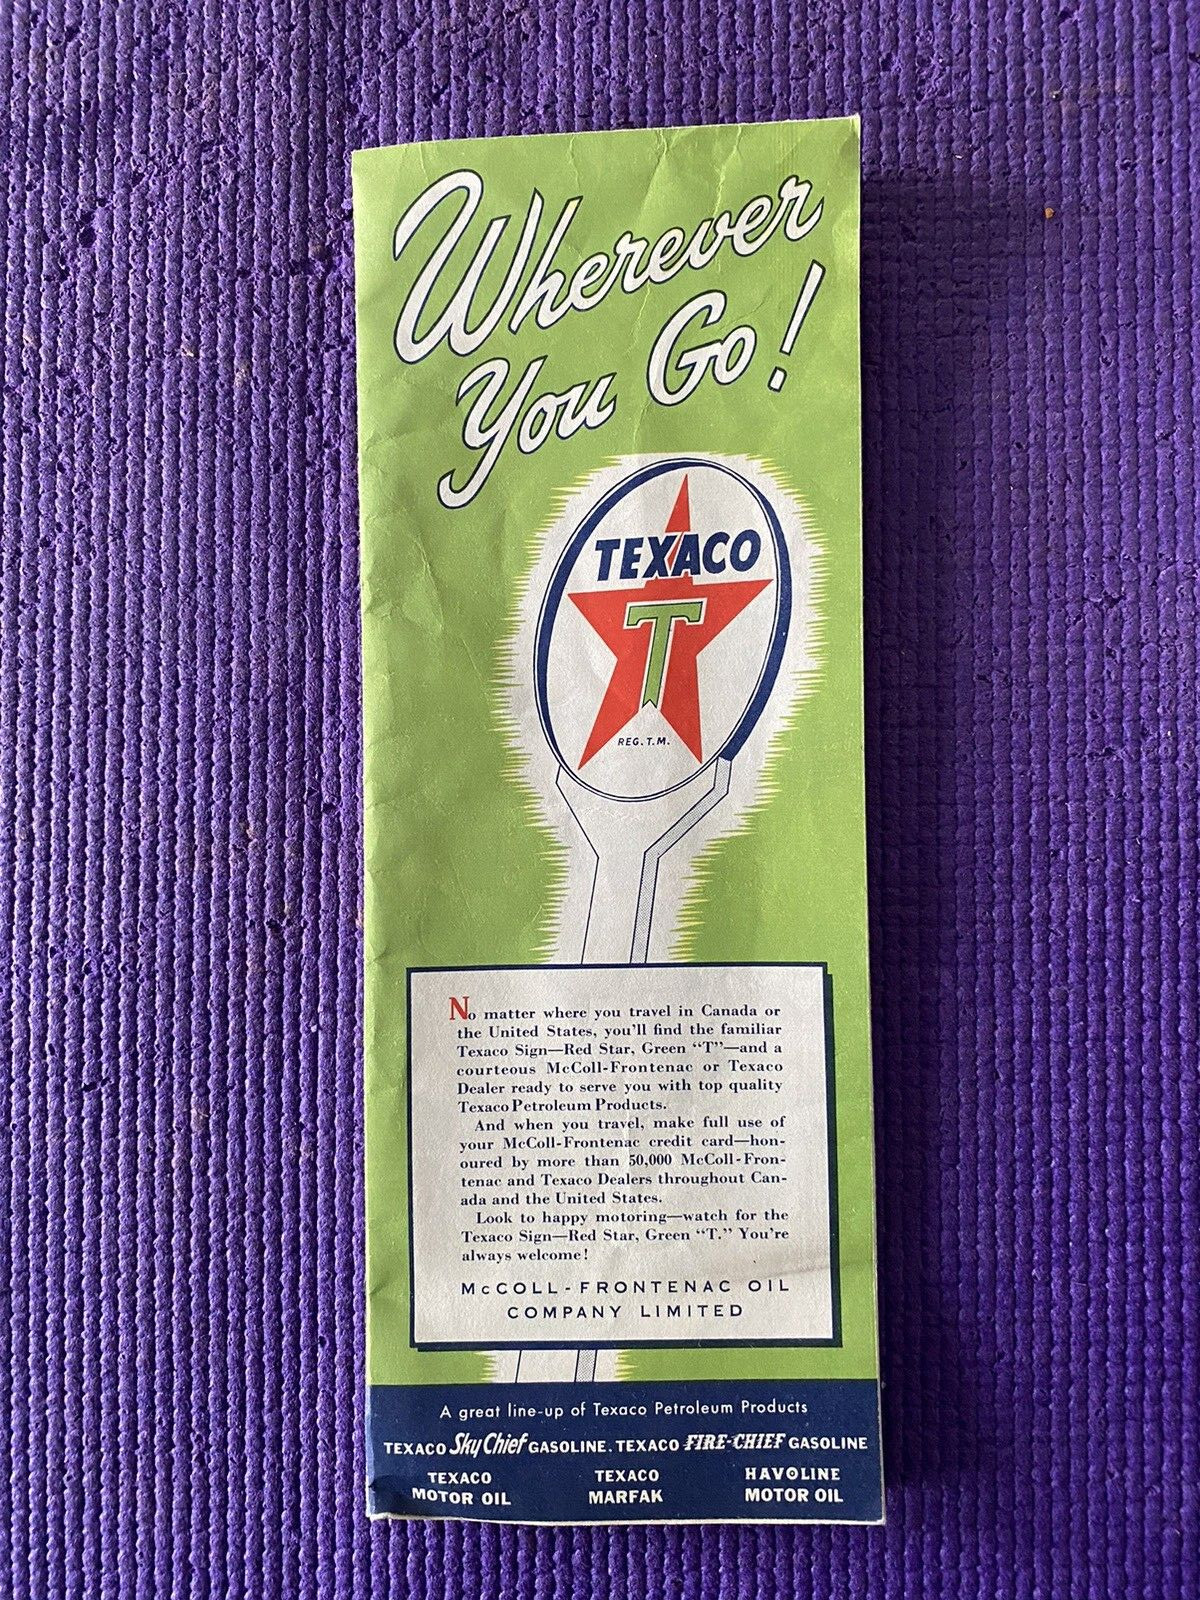 Wherever
You Go!
TEXACO
T
REG. T.M.
No matter where you travel in Canada or
the United States, you'll find the familiar
Texaco Sign—Red Star, Green “T”—and a
courteous McColl-Frontenac or Texaco
Dealer ready to serve you with top quality
Texaco Petroleum Products.
And when you travel, make full use of
your McColl-Frontenac credit card—hon-
oured by more than 50,000 McColl-Fron-
tenac and Texaco Dealers throughout Can-
ada and the United States.
Look to happy motoring—watch for the
Texaco Sign—Red Star, Green “T.” You're
always welcome!
McCOLL-FRONTENAC OIL
COMPANY LIMITED
A great line-up of Texaco Petroleum Products
TEXACO Sky Chief GASOLINE. TEXACO FIRE-CHIEF GASOLINE
TEXACO TEXACO HAVOLINE
MOTOR OIL MARFAK MOTOR OIL